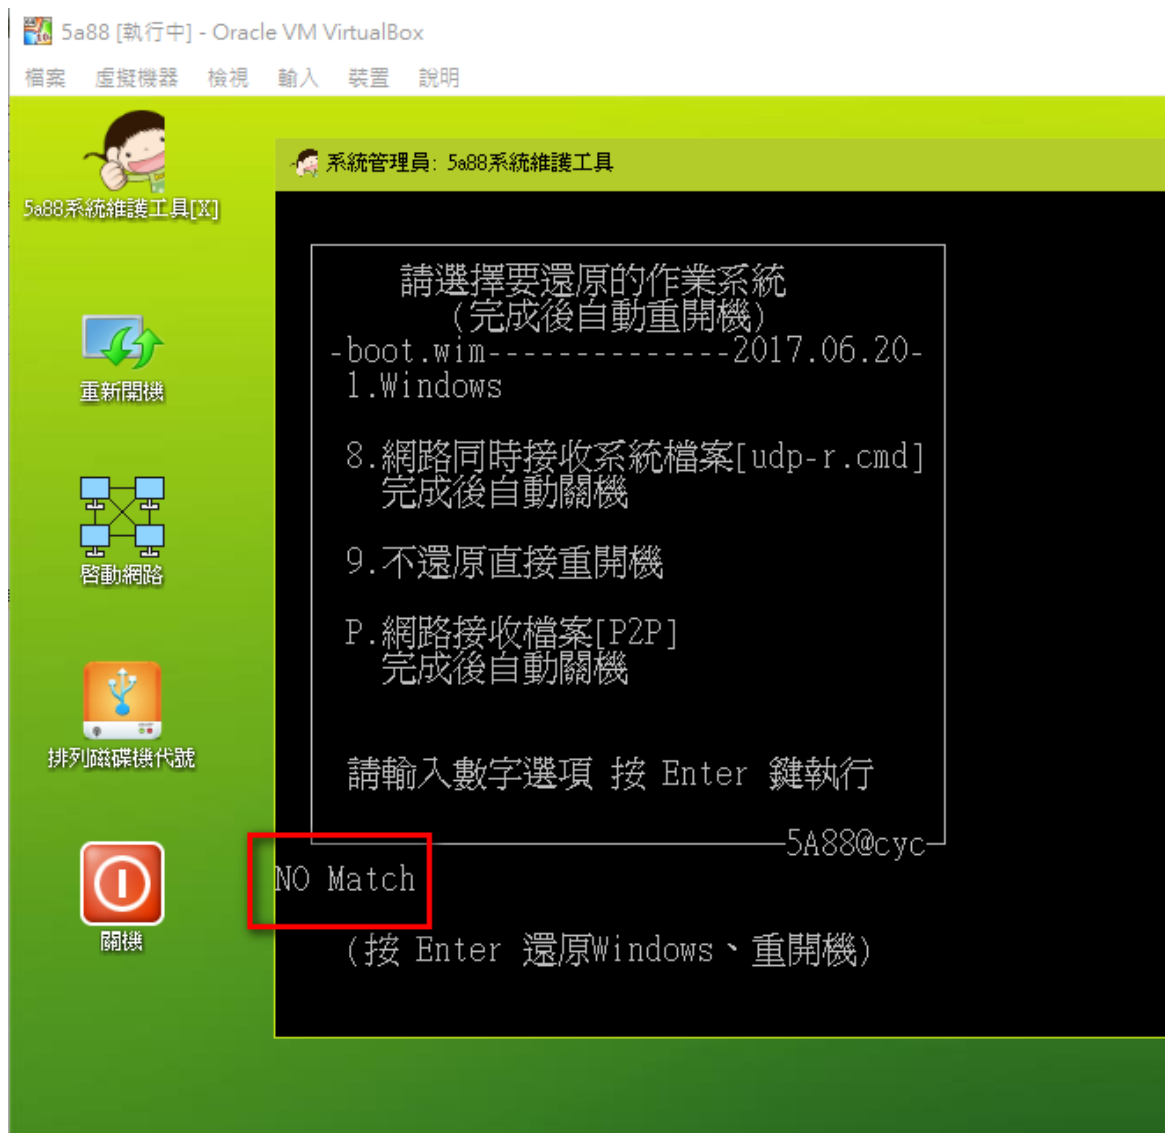 5a88 [執行中] - Oracle VM VirtualBox
檔案 虛擬機器 檢視 輸入 裝置 說明
5a88系統維護工具[X]
重新開機
啓動網路
排列磁碟機代號
關機
系統管理員: 5a88系統維護工具
請選擇要還原的作業系統
(完成後自動重開機)
-boot.wim--------------2017.06.20-
1.Windows
8.網路同時接收系統檔案[udp-r.cmd]
完成後自動關機
9.不還原直接重開機
P.網路接收檔案[P2P]
完成後自動關機
請輸入數字選項 按 Enter 鍵執行
5A88@cyc
NO Match
(按 Enter 還原Windows、重開機)